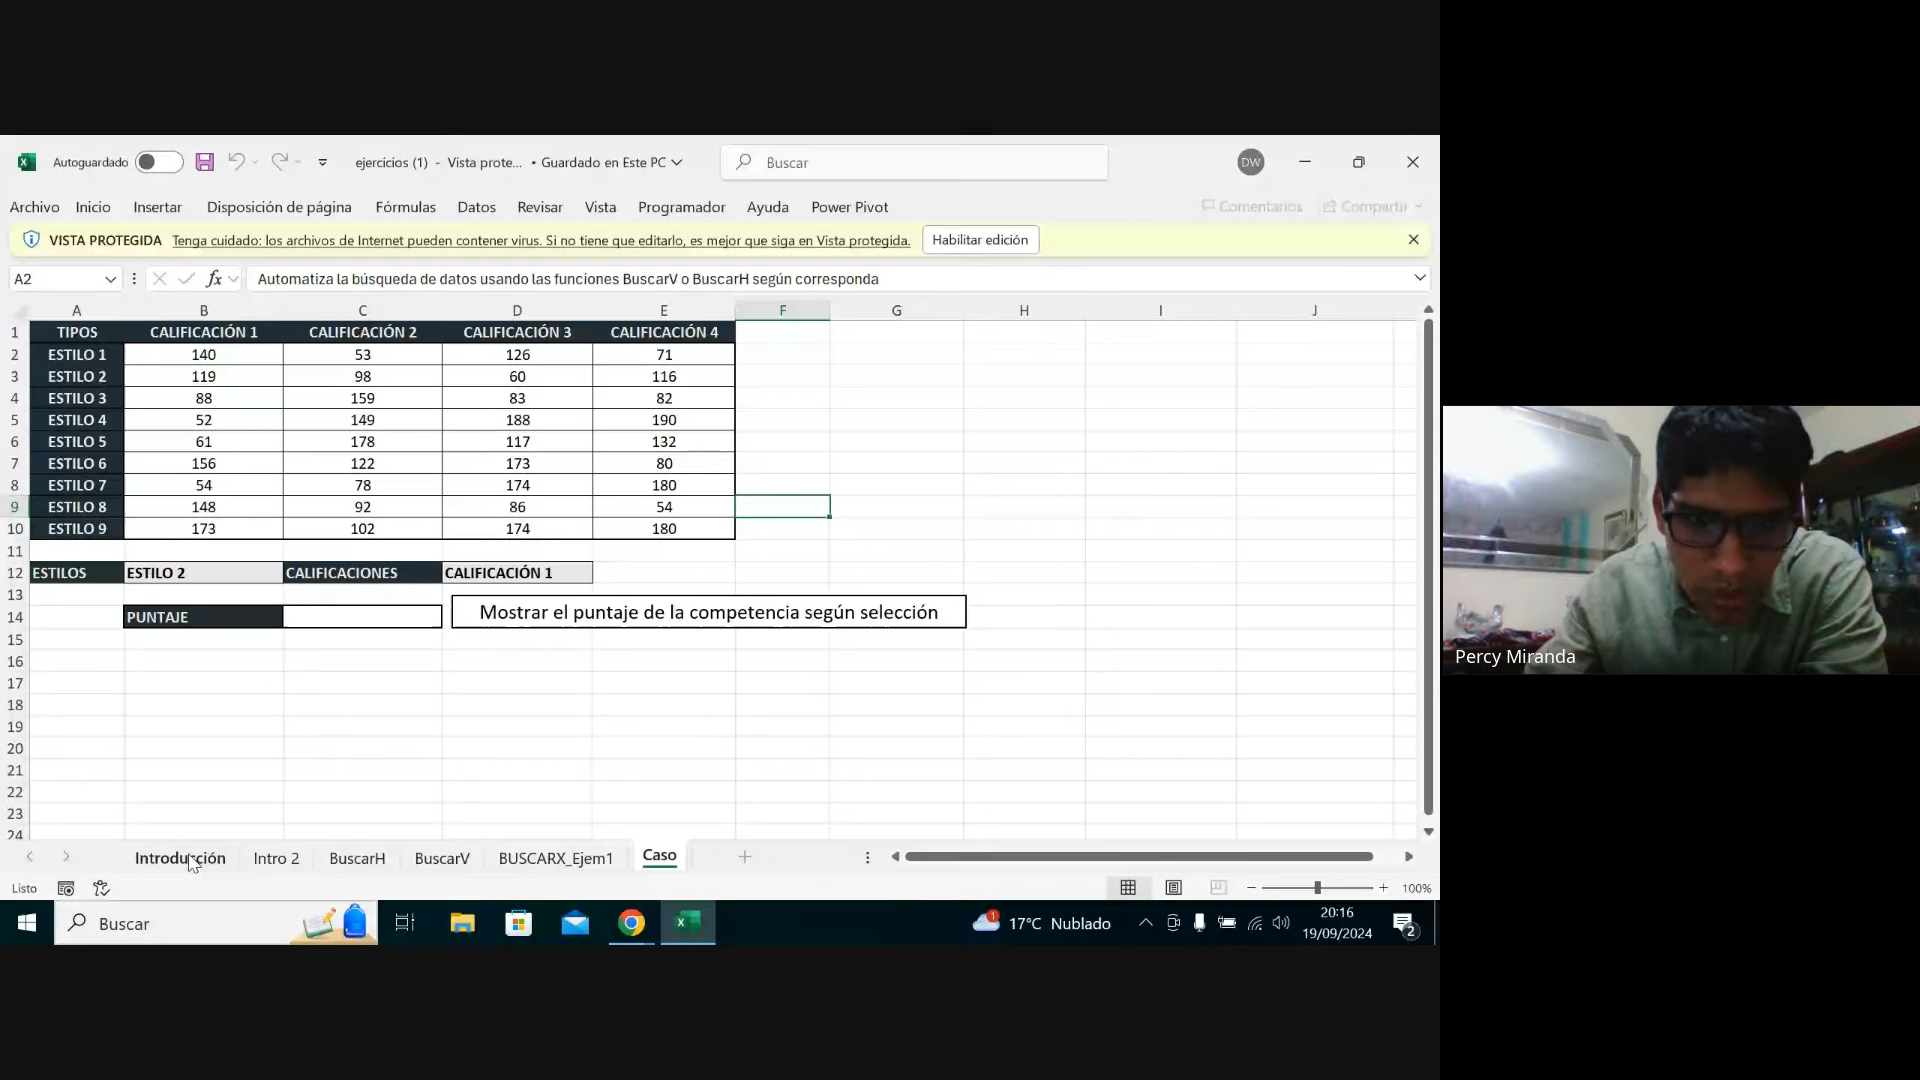 Autoguardado
ejercicios (1) - Vista prote... • Guardado en Este PC
Buscar
DW
Archivo Inicio Insertar Disposición de página Fórmulas Datos Revisar Vista Programador Ayuda Power Pivot
Comentarios Compartir
VISTA PROTEGIDA Tenga cuidado: los archivos de Internet pueden contener virus. Si no tiene que editarlo, es mejor que siga en Vista protegida. Habilitar edición
A2 fx Automatiza la búsqueda de datos usando las funciones BuscarV o BuscarH según corresponda
A B C D E F G H I J
1 TIPOS CALIFICACIÓN 1 CALIFICACIÓN 2 CALIFICACIÓN 3 CALIFICACIÓN 4
2 ESTILO 1 140 53 126 71
3 ESTILO 2 119 98 60 116
4 ESTILO 3 88 159 83 82
5 ESTILO 4 52 149 188 190
6 ESTILO 5 61 178 117 132
7 ESTILO 6 156 122 173 80
8 ESTILO 7 54 78 174 180
9 ESTILO 8 148 92 86 54
10 ESTILO 9 173 102 174 180
11
12 ESTILOS ESTILO 2 CALIFICACIONES CALIFICACIÓN 1
13
14 PUNTAJE Mostrar el puntaje de la competencia según selección
15
16
17
18
19
20
21
22
23
24
Introducción Intro 2 BuscarH BuscarV BUSCARX_Ejem1 Caso
Listo
100%
Buscar
1 17°C Nublado
20:16
19/09/2024
2
Percy Miranda